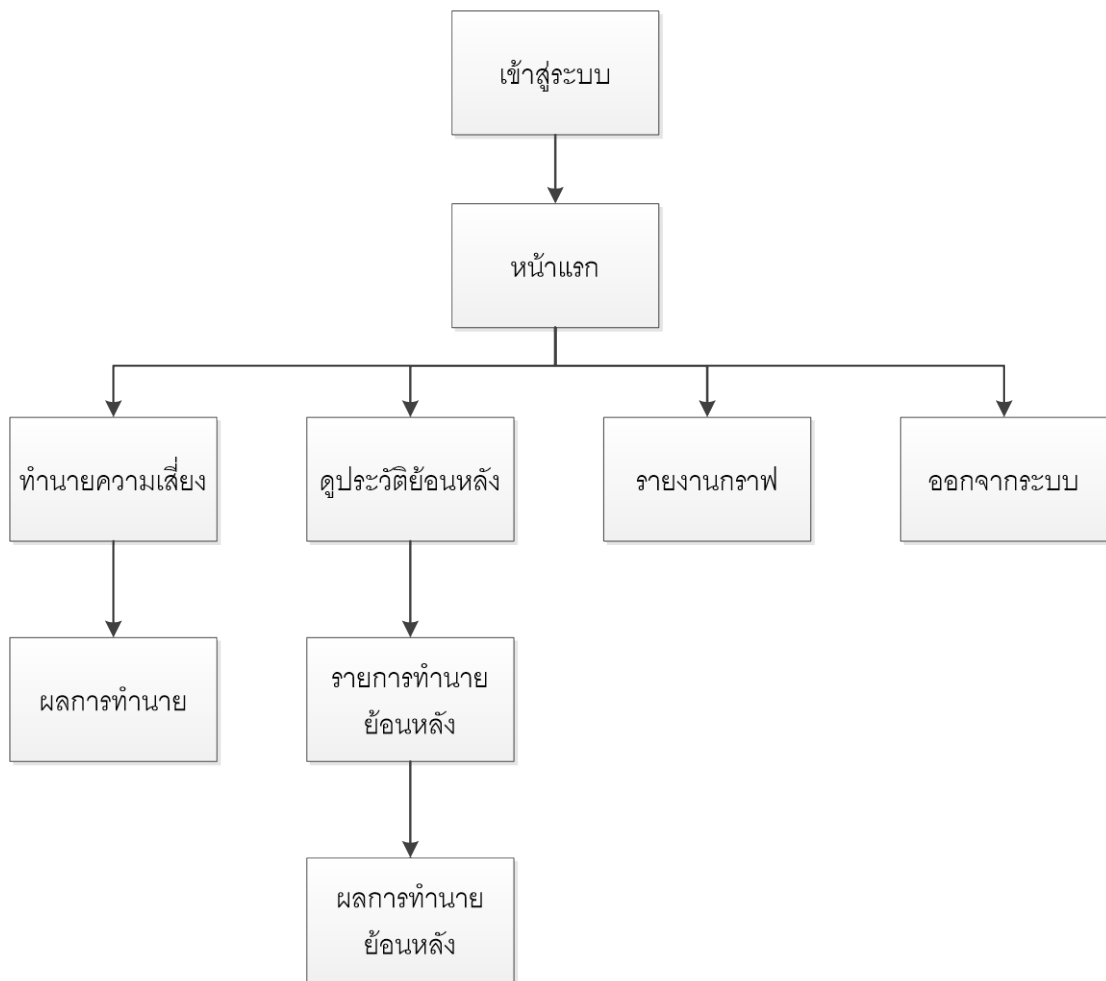 เข้าสู่ระบบ
หน้าแรก
ทำนายความเสี่ยง
ดูประวัติย้อนหลัง
รายงานกราฟ
ออกจากระบบ
ผลการทำนาย
รายการทำนาย
ย้อนหลัง
ผลการทำนาย
ย้อนหลัง